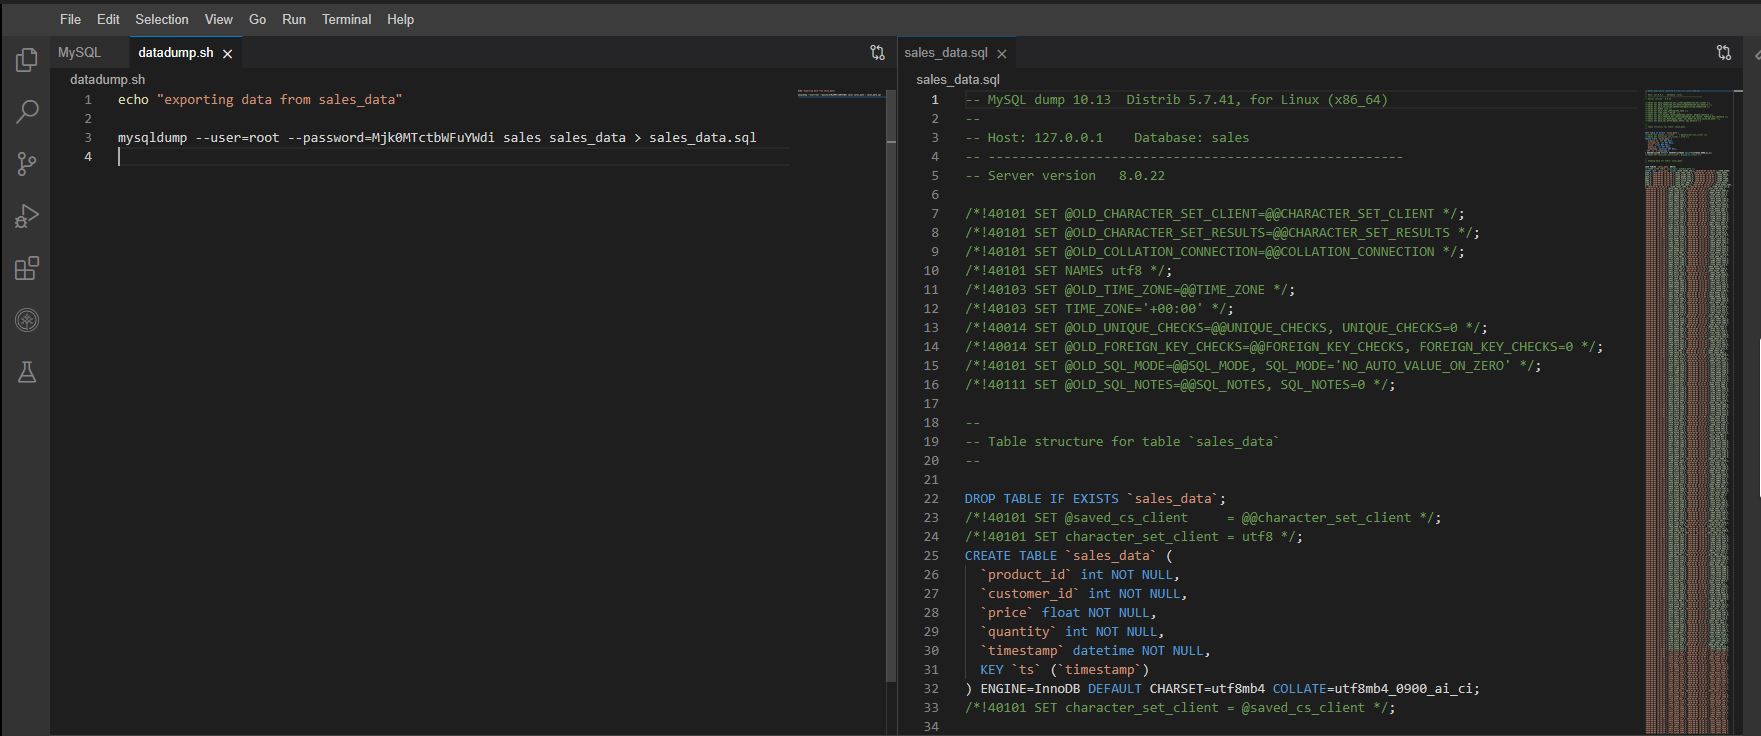 File Edit Selection View Go Run Terminal Help
MySQL datadump.sh
datadump.sh
1 echo "exporting data from sales_data"
2
3 mysqldump --user=root --password=Mjk0MTctbWFuYWdi sales sales_data > sales_data.sql
4
sales_data.sql
sales_data.sql
1 -- MySQL dump 10.13  Distrib 5.7.41, for Linux (x86_64)
2 --
3 -- Host: 127.0.0.1    Database: sales
4 -- ------------------------------------------------------
5 -- Server version   8.0.22
6
7 /*!40101 SET @OLD_CHARACTER_SET_CLIENT=@@CHARACTER_SET_CLIENT */;
8 /*!40101 SET @OLD_CHARACTER_SET_RESULTS=@@CHARACTER_SET_RESULTS */;
9 /*!40101 SET @OLD_COLLATION_CONNECTION=@@COLLATION_CONNECTION */;
10 /*!40101 SET NAMES utf8 */;
11 /*!40103 SET @OLD_TIME_ZONE=@@TIME_ZONE */;
12 /*!40103 SET TIME_ZONE='+00:00' */;
13 /*!40014 SET @OLD_UNIQUE_CHECKS=@@UNIQUE_CHECKS, UNIQUE_CHECKS=0 */;
14 /*!40014 SET @OLD_FOREIGN_KEY_CHECKS=@@FOREIGN_KEY_CHECKS, FOREIGN_KEY_CHECKS=0 */;
15 /*!40101 SET @OLD_SQL_MODE=@@SQL_MODE, SQL_MODE='NO_AUTO_VALUE_ON_ZERO' */;
16 /*!40111 SET @OLD_SQL_NOTES=@@SQL_NOTES, SQL_NOTES=0 */;
17
18 --
19 -- Table structure for table `sales_data`
20 --
21
22 DROP TABLE IF EXISTS `sales_data`;
23 /*!40101 SET @saved_cs_client     = @@character_set_client */;
24 /*!40101 SET character_set_client = utf8 */;
25 CREATE TABLE `sales_data` (
26   `product_id` int NOT NULL,
27   `customer_id` int NOT NULL,
28   `price` float NOT NULL,
29   `quantity` int NOT NULL,
30   `timestamp` datetime NOT NULL,
31   KEY `ts` (`timestamp`)
32 ) ENGINE=InnoDB DEFAULT CHARSET=utf8mb4 COLLATE=utf8mb4_0900_ai_ci;
33 /*!40101 SET character_set_client = @saved_cs_client */;
34